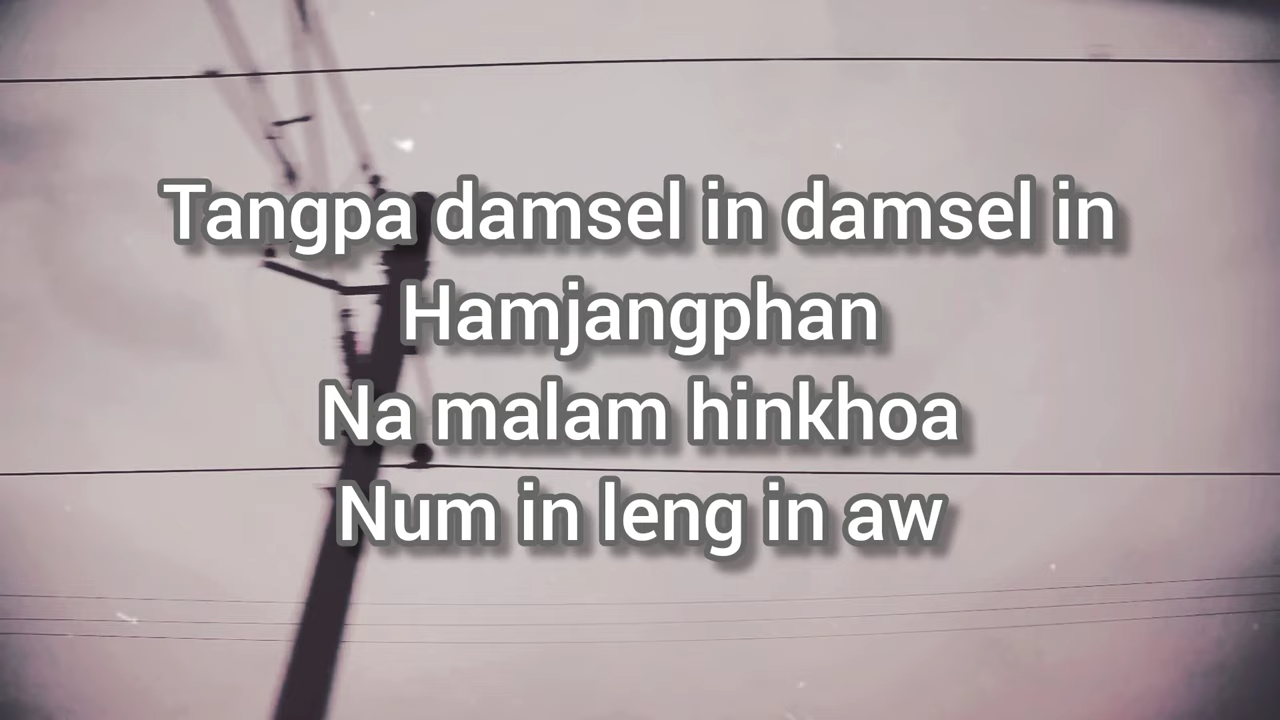 Tangpa damsel in damsel in
Hamjangphan
Na malam hinkhoa
Num in leng in aw